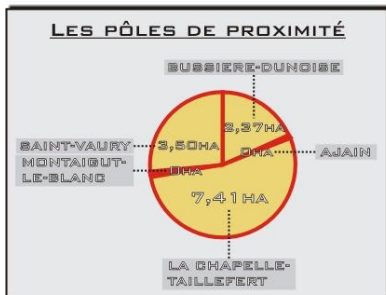 LES PÔLES DE PROXIMITÉ
BUSSIERE-DUNOISE
2,37HA
SAINT-VAURY
3,50HA
0HA
AJAIN
MONTAIGUT-
LE-BLANC
0HA
7,41HA
LA CHAPELLE-
TAILLEFERT